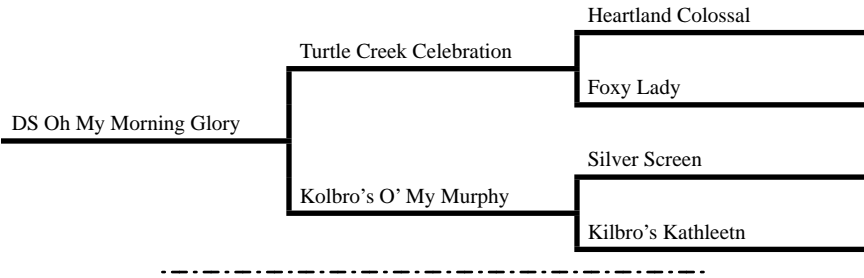 Heartland Colossal
Turtle Creek Celebration
Foxy Lady
DS Oh My Morning Glory
Silver Screen
Kolbro's O' My Murphy
Kilbro's Kathleetn